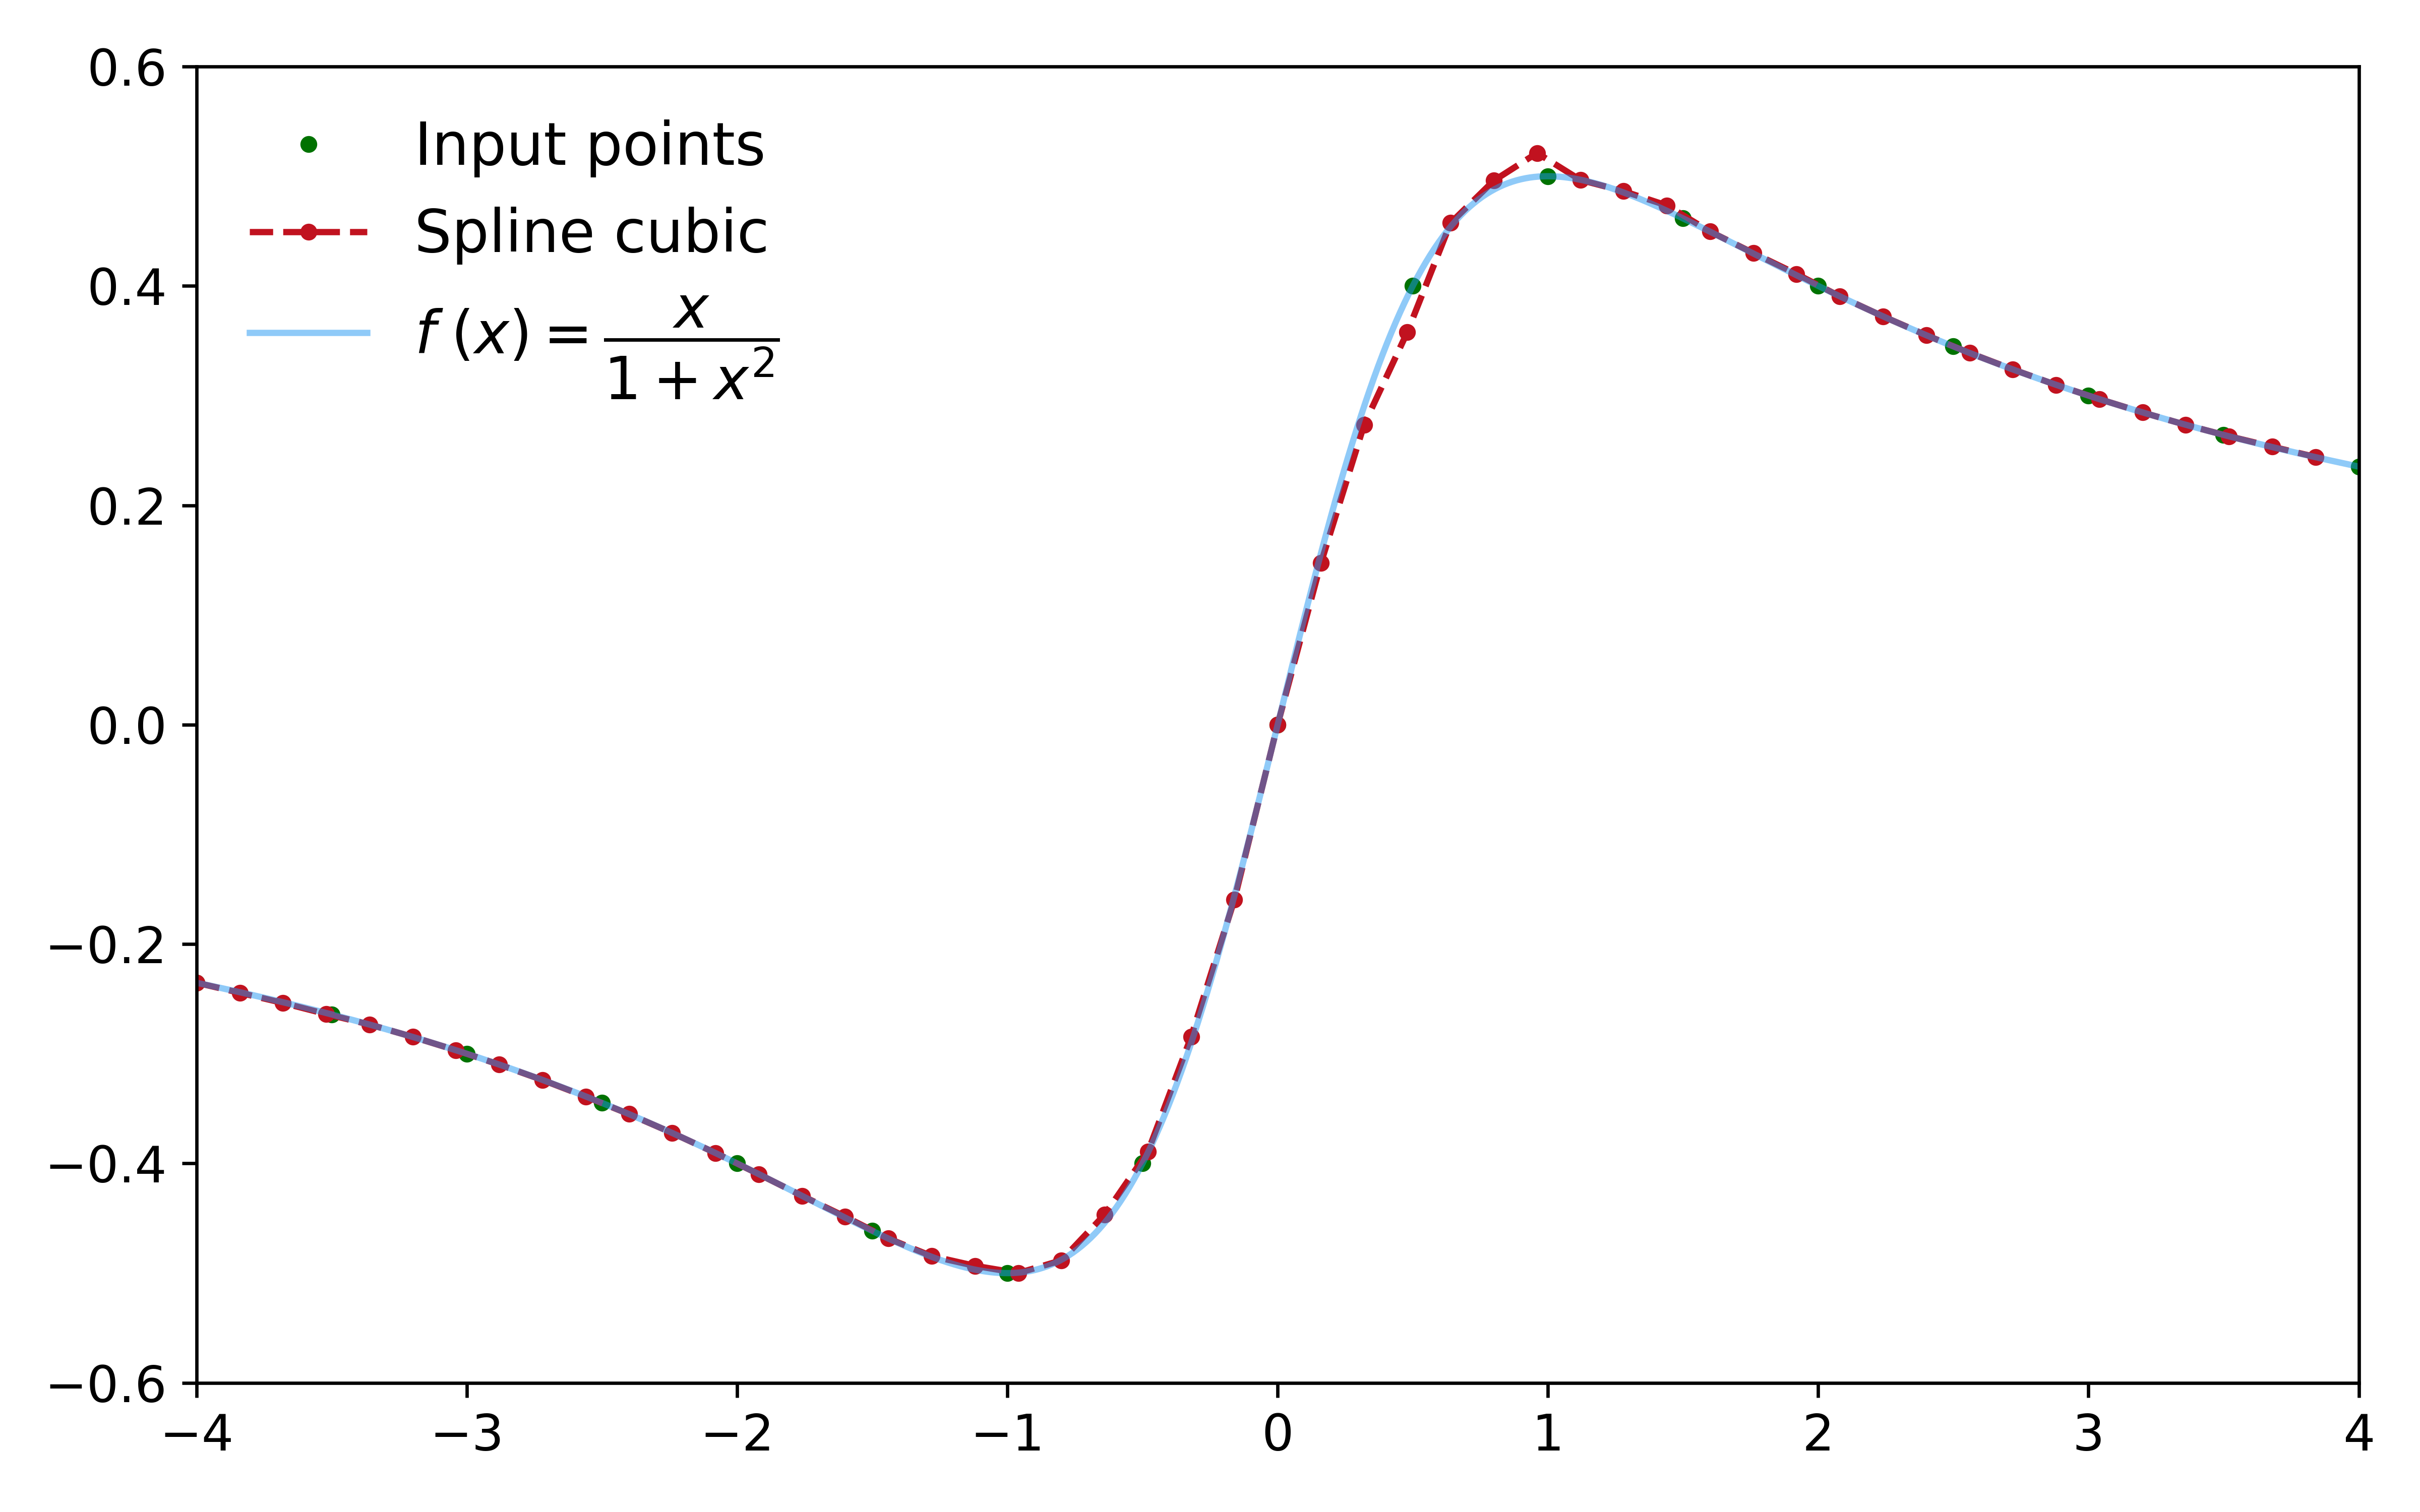 0.6
Input points
Spline cubic
0.4
f (x) = x / (1 + x²)
0.2
0.0
−0.2
−0.4
−0.6
−4 −3 −2 −1 0 1 2 3 4